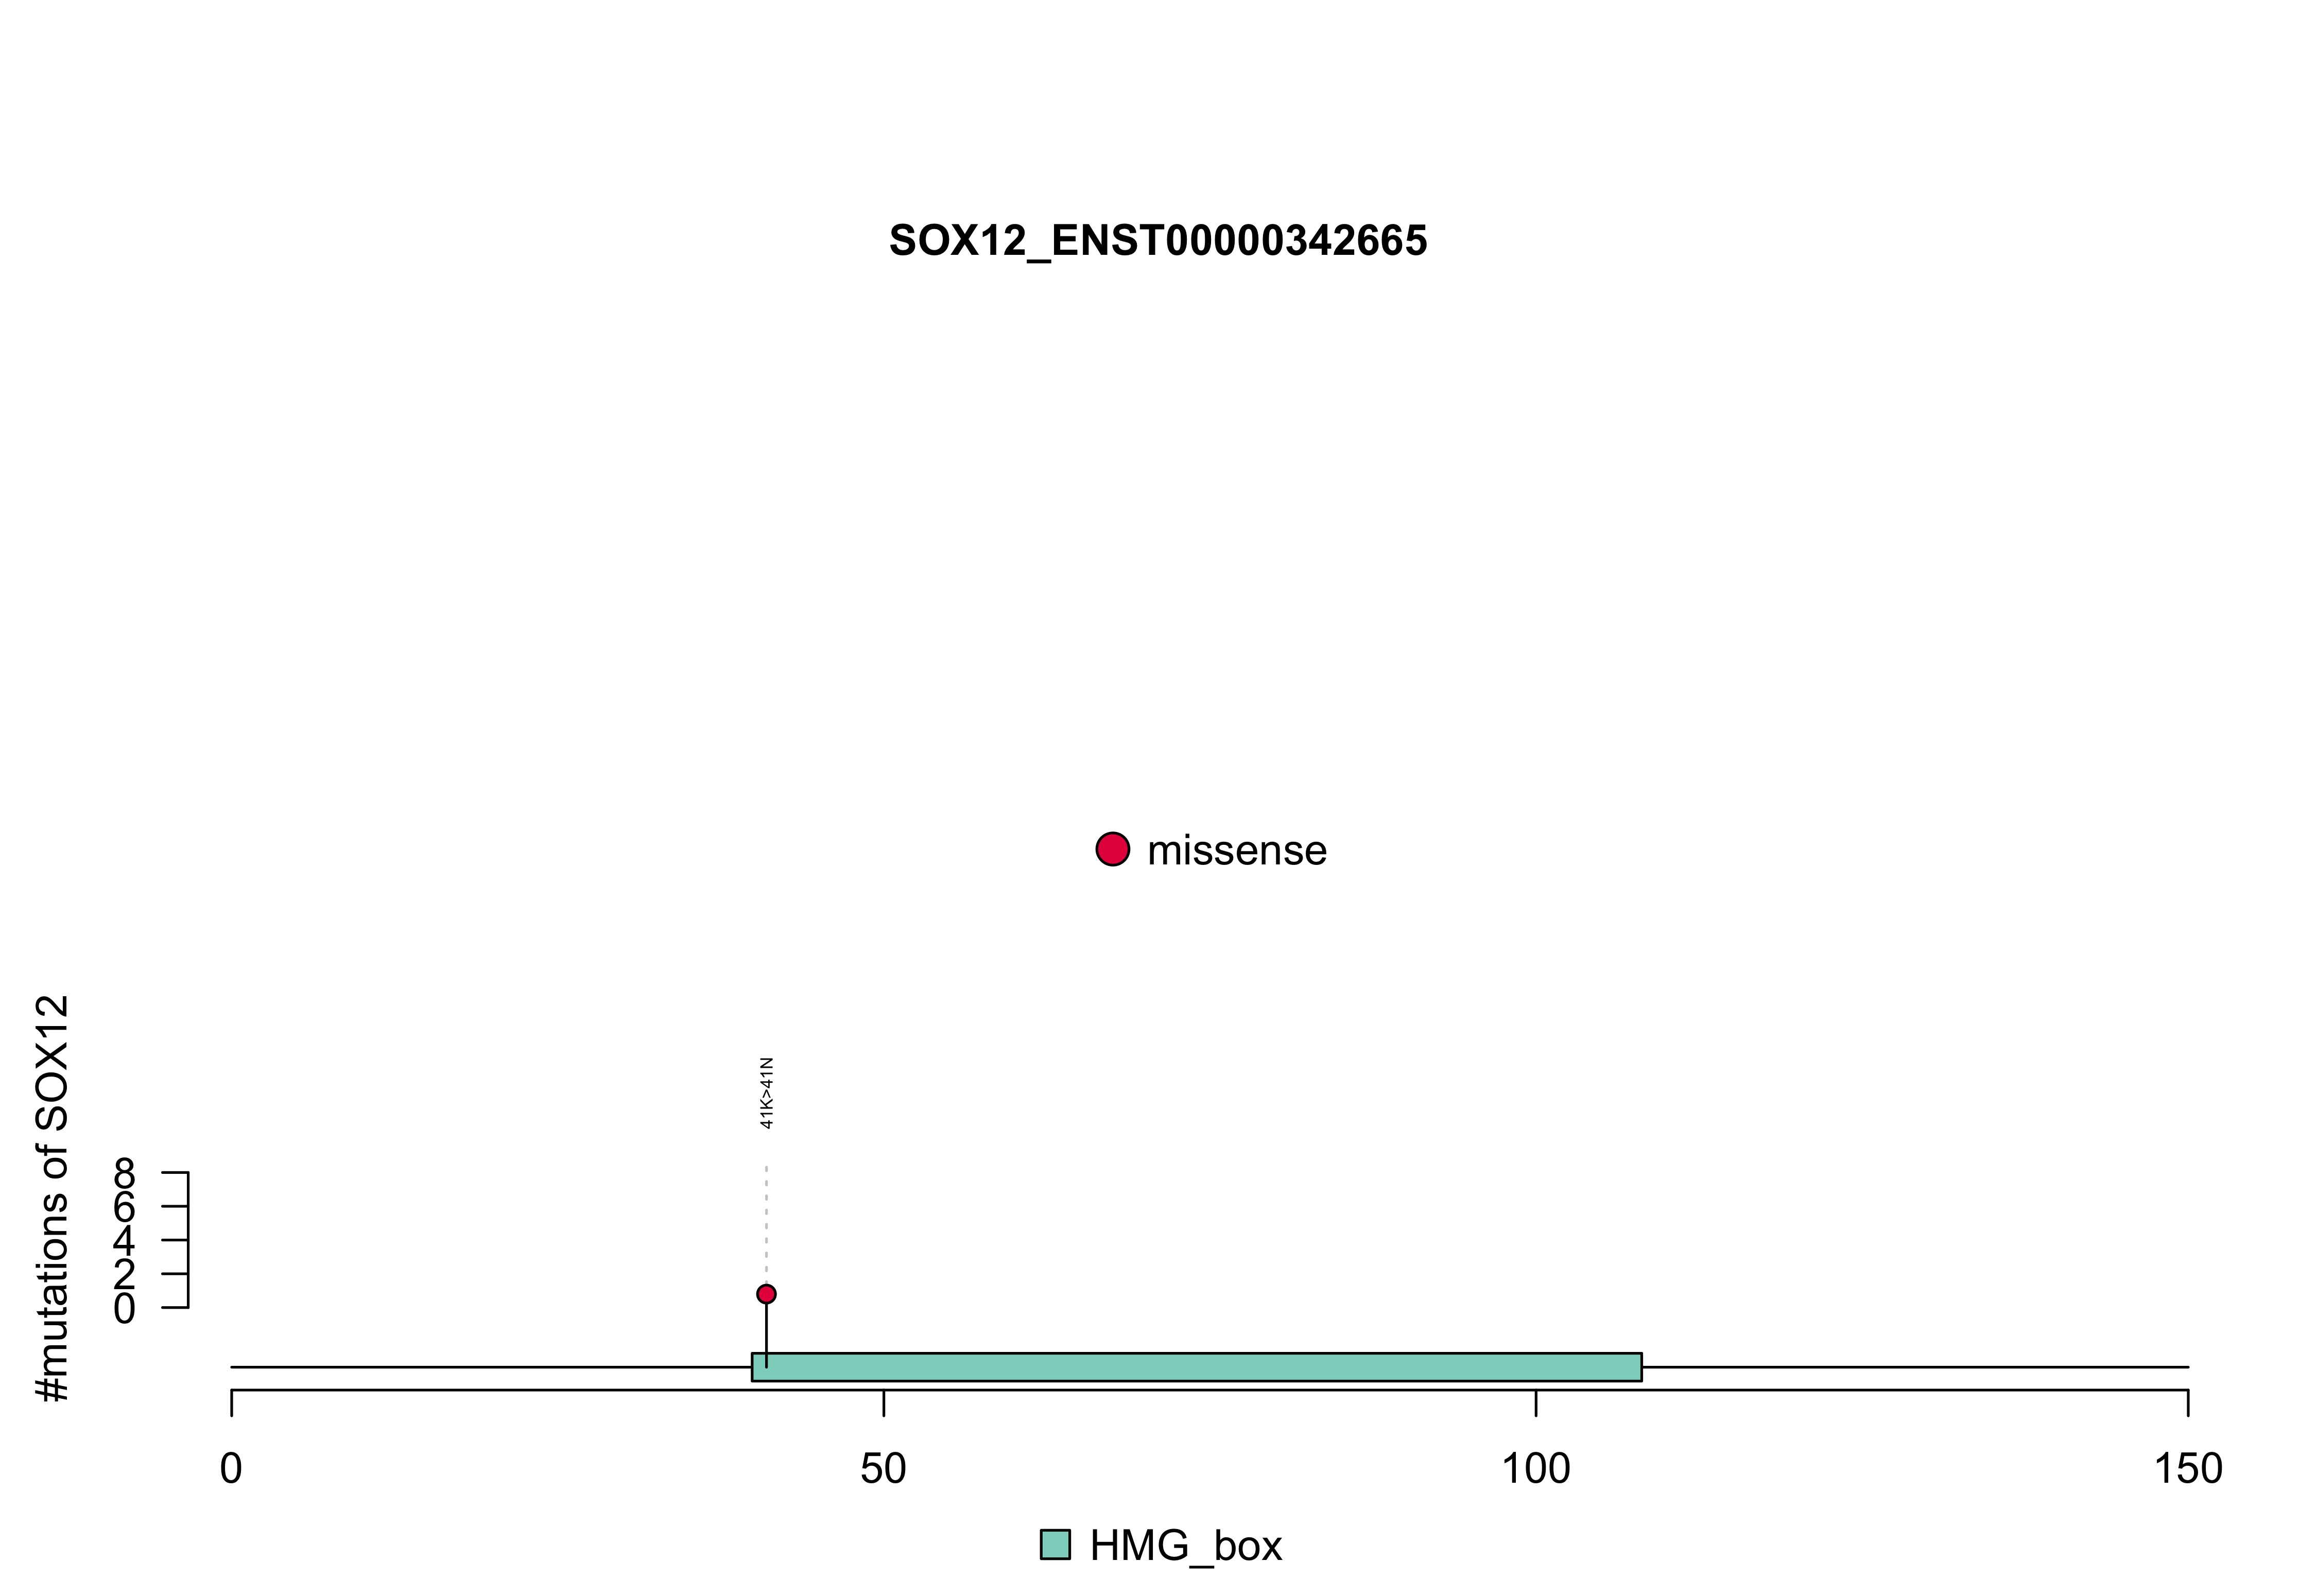 SOX12_ENST00000342665
missense
#mutations of SOX12
41K>41N
8
6
4
2
0
0 50 100 150
HMG_box